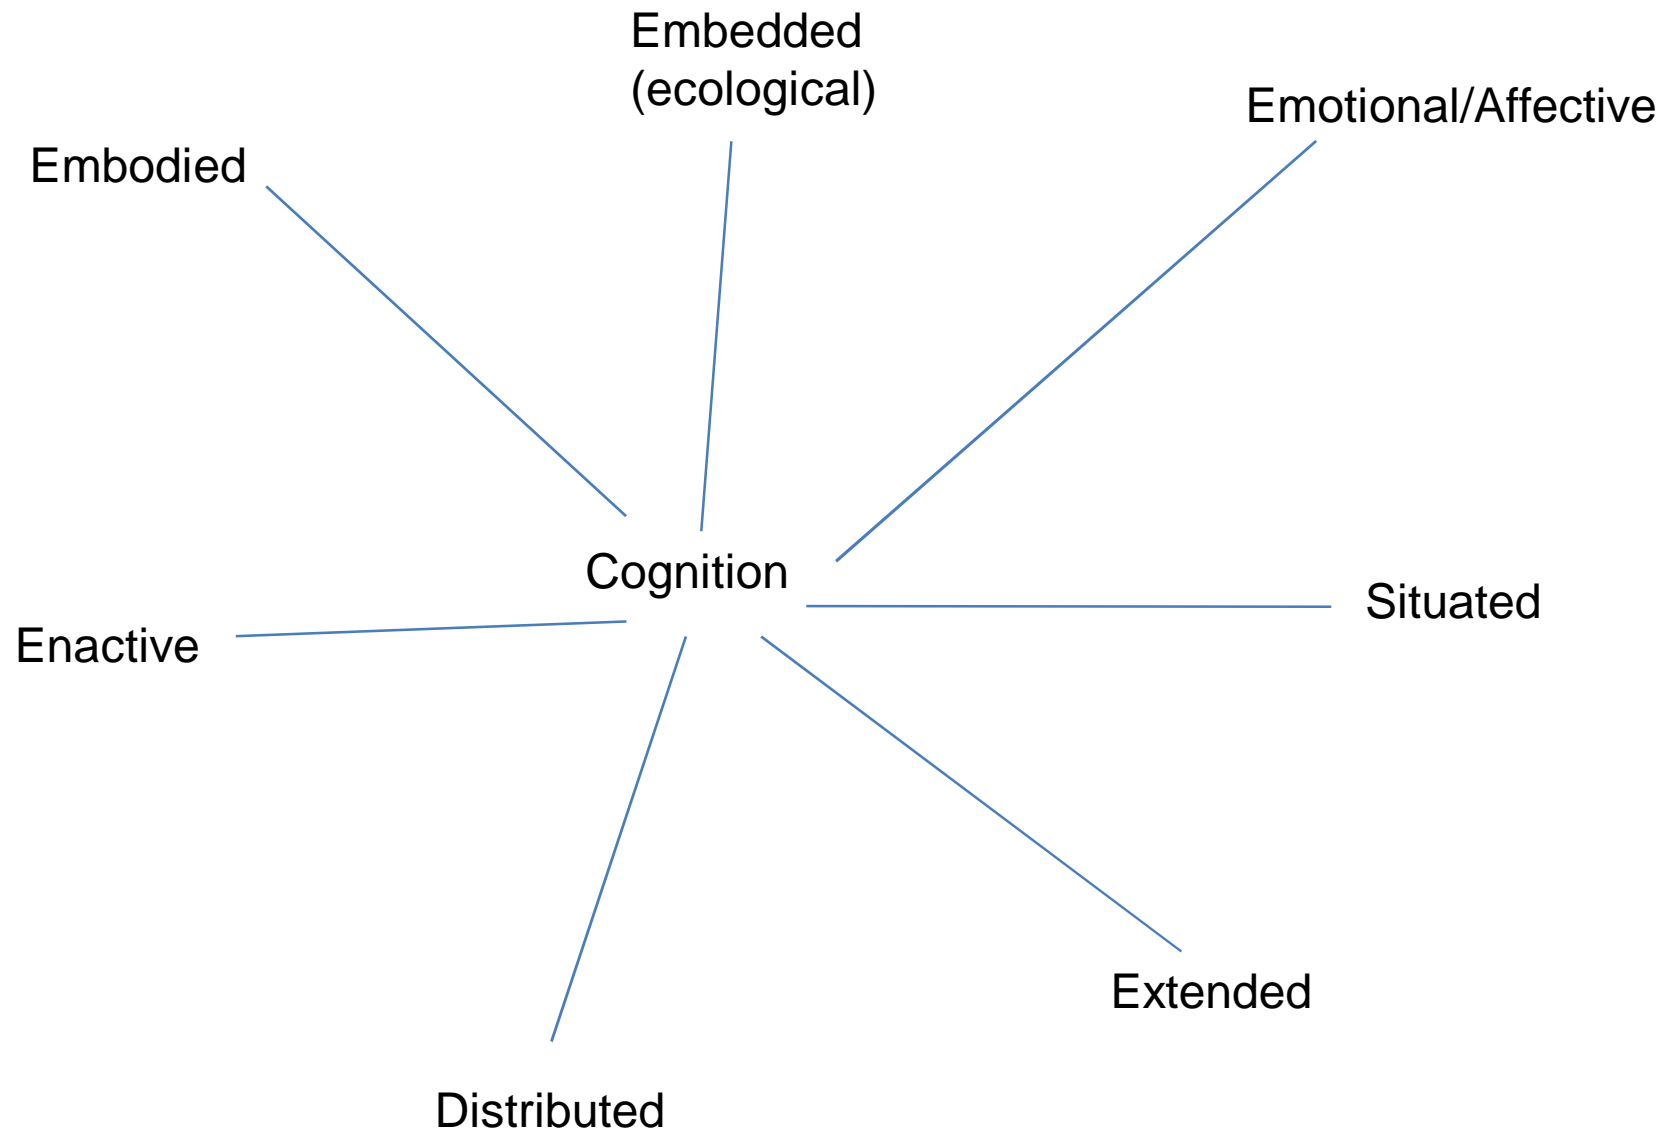 Embedded
(ecological)
Emotional/Affective
Embodied
Cognition
Situated
Enactive
Extended
Distributed